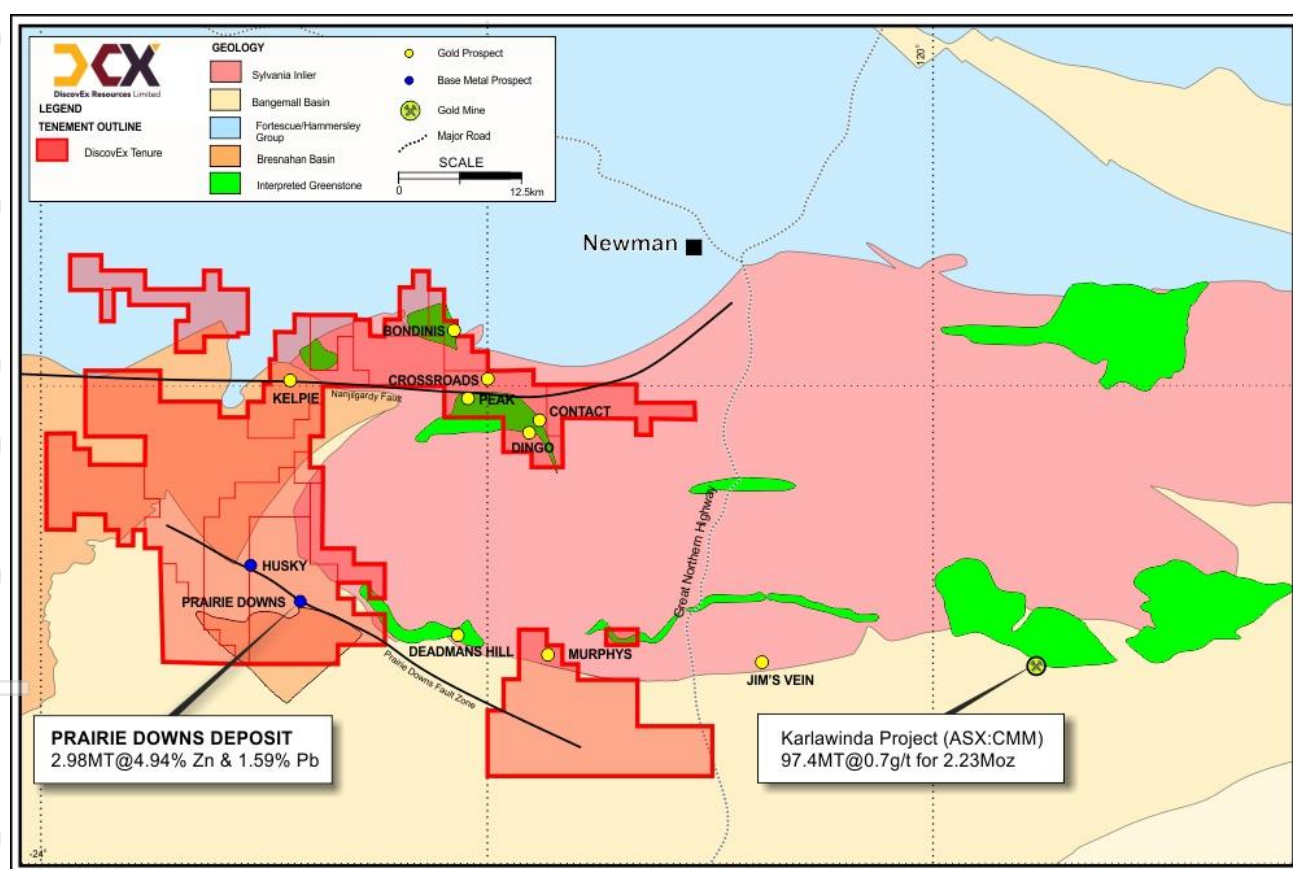 DCX
DiscovEx Resources Limited
LEGEND
TENEMENT OUTLINE
DiscovEx Tenure
GEOLOGY
Sylvania Inlier
Bangemall Basin
Fortescue/Hammersley
Group
Bresnahan Basin
Interpreted Greenstone
Gold Prospect
Base Metal Prospect
Gold Mine
Major Road
SCALE
0
12.5km
120°
Newman
BONDINIS
CROSSROADS
KELPIE
Nanjilgardy Fault
PEAK
CONTACT
DINGO
Great Northern Highway
HUSKY
PRAIRIE DOWNS
DEADMANS HILL
MURPHYS
JIM'S VEIN
Prairie Downs Fault Zone
PRAIRIE DOWNS DEPOSIT
2.98MT@4.94% Zn & 1.59% Pb
Karlawinda Project (ASX:CMM)
97.4MT@0.7g/t for 2.23Moz
-24°